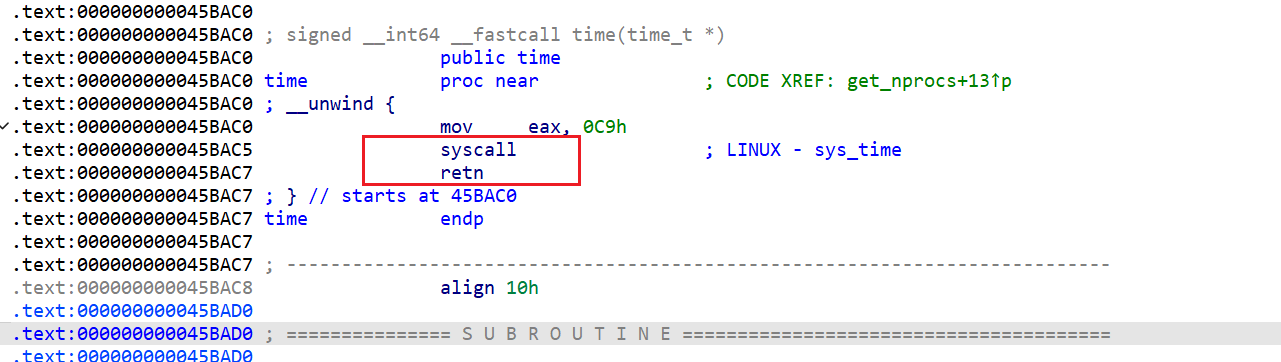 .text:000000000045BAC0
.text:000000000045BAC0 ; signed __int64 __fastcall time(time_t *)
.text:000000000045BAC0 public time
.text:000000000045BAC0 time proc near ; CODE XREF: get_nprocs+13↑p
.text:000000000045BAC0 ; __unwind {
.text:000000000045BAC0 mov eax, 0C9h
.text:000000000045BAC5 syscall ; LINUX - sys_time
.text:000000000045BAC7 retn
.text:000000000045BAC7 ; } // starts at 45BAC0
.text:000000000045BAC7 time endp
.text:000000000045BAC7
.text:000000000045BAC7 ; ---------------------------------------------------------------------------
.text:000000000045BAC8 align 10h
.text:000000000045BAD0
.text:000000000045BAD0 ; =============== S U B R O U T I N E =======================================
.text:000000000045BAD0